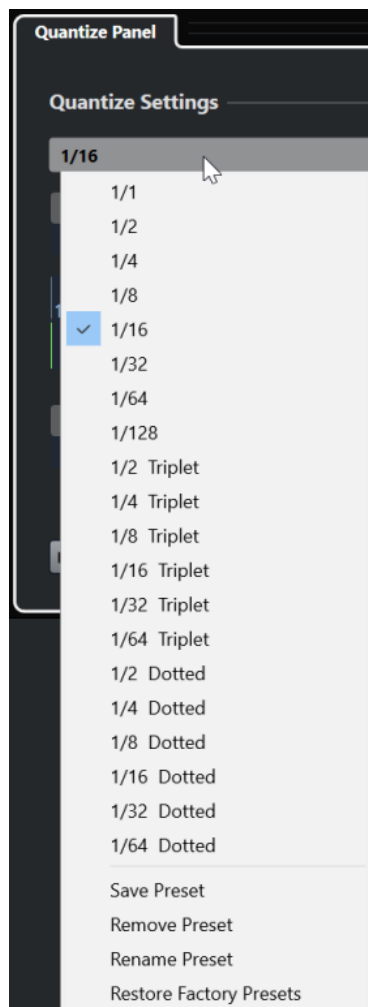 Quantize Panel
Quantize Settings
1/16
1/1
1/2
1/4
1/8
1/16
1/32
1/64
1/128
1/2 Triplet
1/4 Triplet
1/8 Triplet
1/16 Triplet
1/32 Triplet
1/64 Triplet
1/2 Dotted
1/4 Dotted
1/8 Dotted
1/16 Dotted
1/32 Dotted
1/64 Dotted
Save Preset
Remove Preset
Rename Preset
Restore Factory Presets